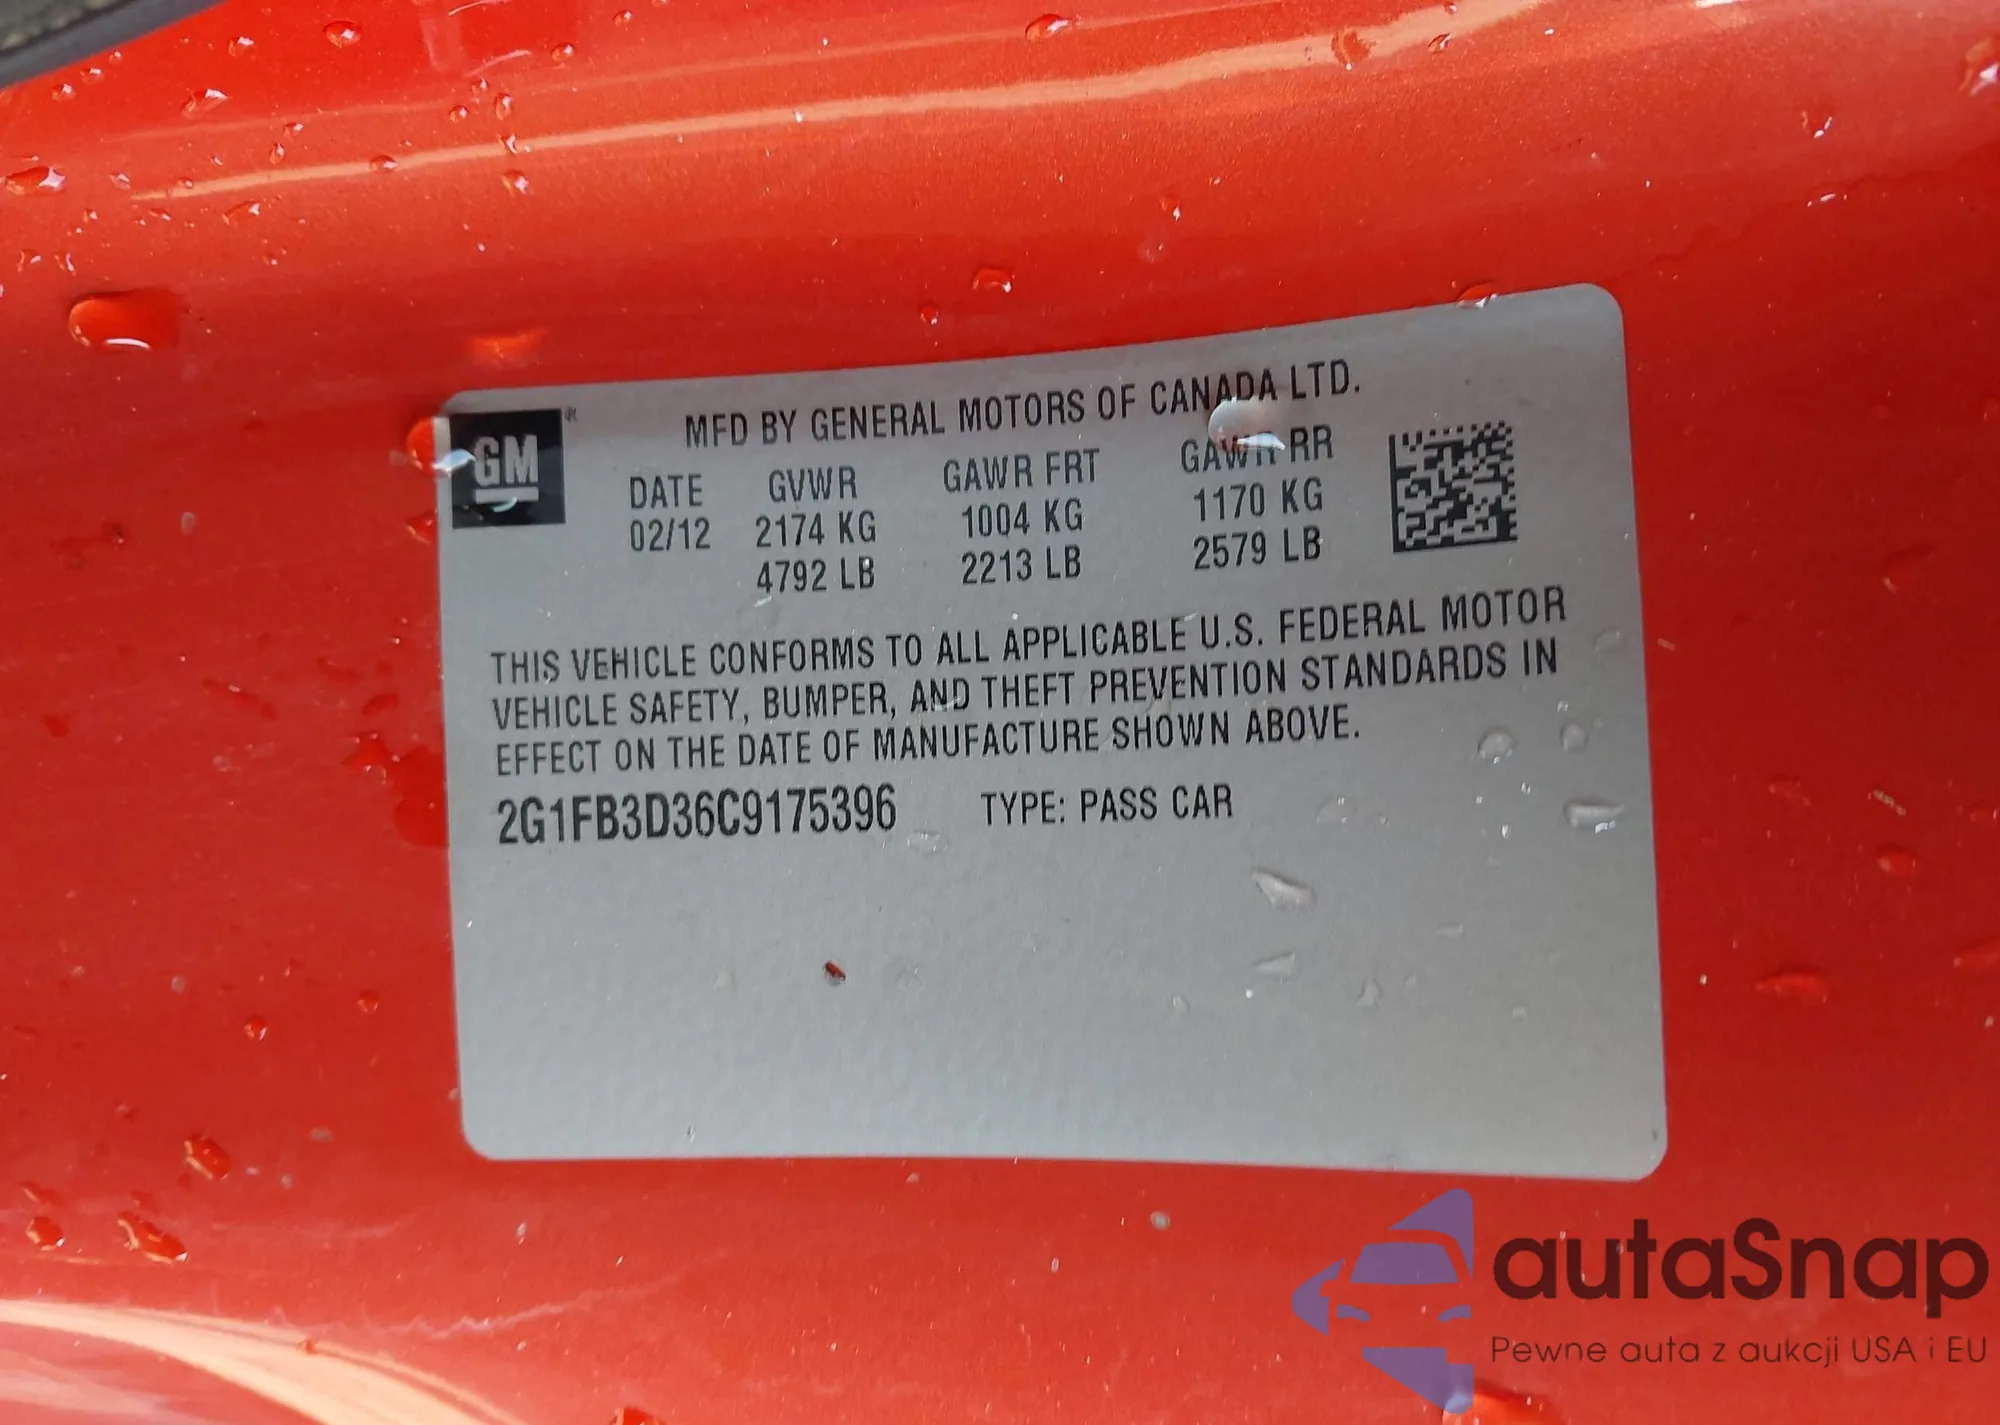 GM
MFD BY GENERAL MOTORS OF CANADA LTD.
DATE GVWR GAWR FRT GAWR RR
02/12 2174 KG 1004 KG 1170 KG
4792 LB 2213 LB 2579 LB
THIS VEHICLE CONFORMS TO ALL APPLICABLE U.S. FEDERAL MOTOR
VEHICLE SAFETY, BUMPER, AND THEFT PREVENTION STANDARDS IN
EFFECT ON THE DATE OF MANUFACTURE SHOWN ABOVE.
2G1FB3D36C9175396 TYPE: PASS CAR
autaSnap
Pewne auta z aukcji USA i EU